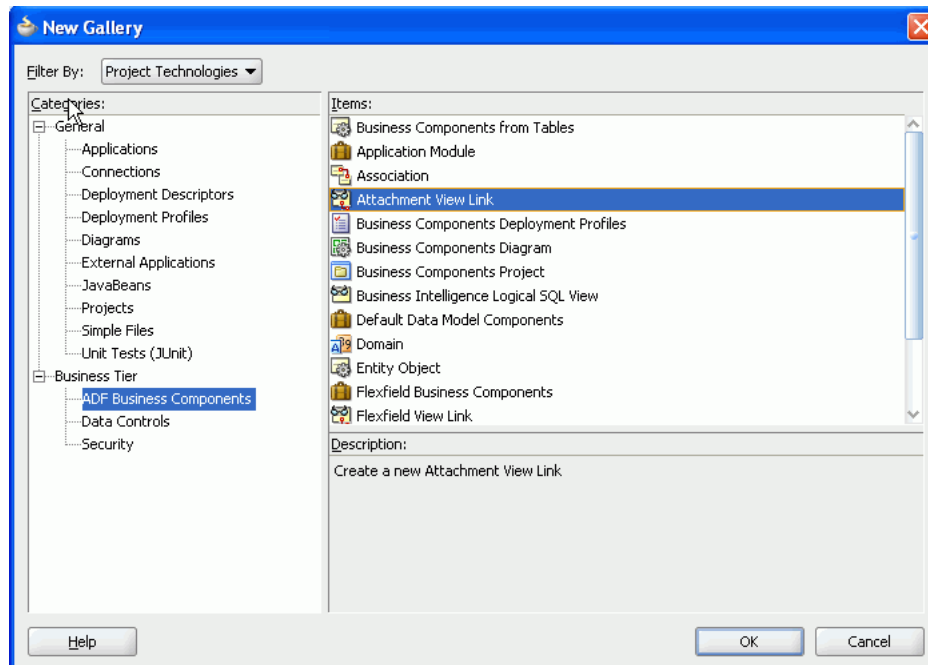 New Gallery
Filter By: Project Technologies
Categories:
General
Applications
Connections
Deployment Descriptors
Deployment Profiles
Diagrams
External Applications
JavaBeans
Projects
Simple Files
Unit Tests (JUnit)
Business Tier
ADF Business Components
Data Controls
Security
Items:
Business Components from Tables
Application Module
Association
Attachment View Link
Business Components Deployment Profiles
Business Components Diagram
Business Components Project
Business Intelligence Logical SQL View
Default Data Model Components
Domain
Entity Object
Flexfield Business Components
Flexfield View Link
Description:
Create a new Attachment View Link
Help OK Cancel